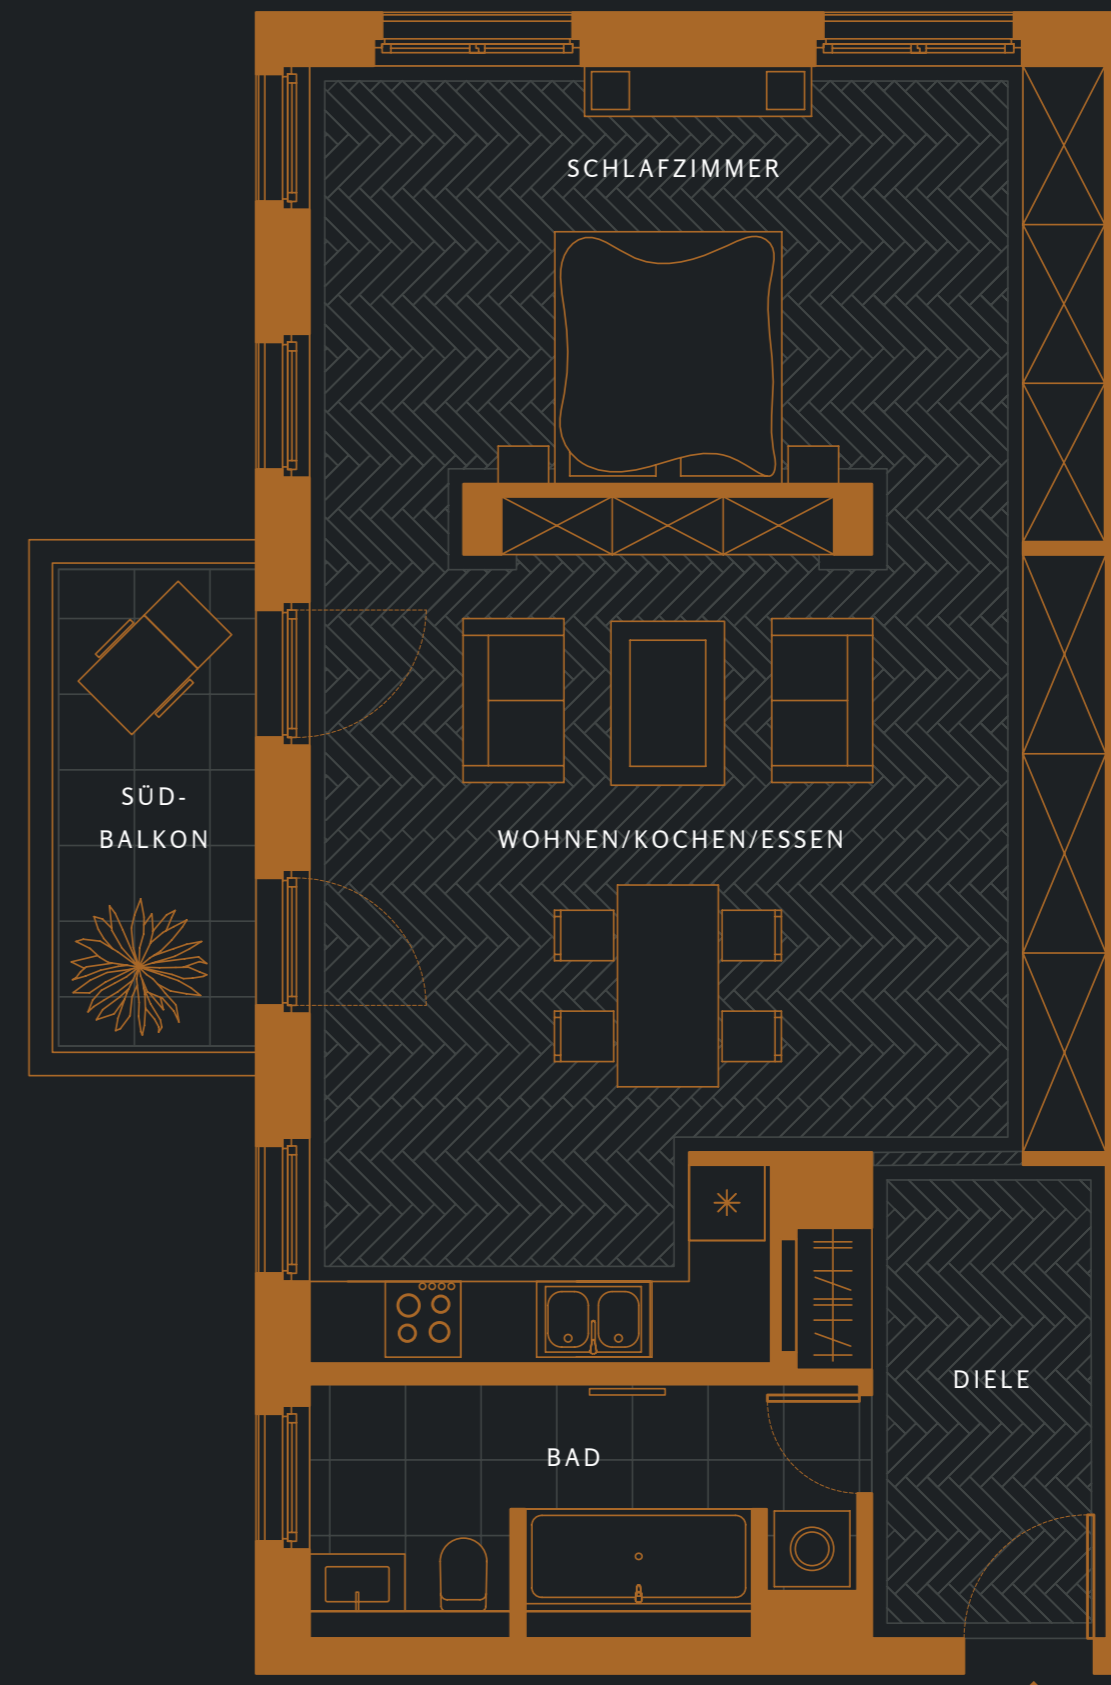 SCHLAFZIMMER
SÜD-
BALKON
WOHNEN/KOCHEN/ESSEN
DIELE
BAD